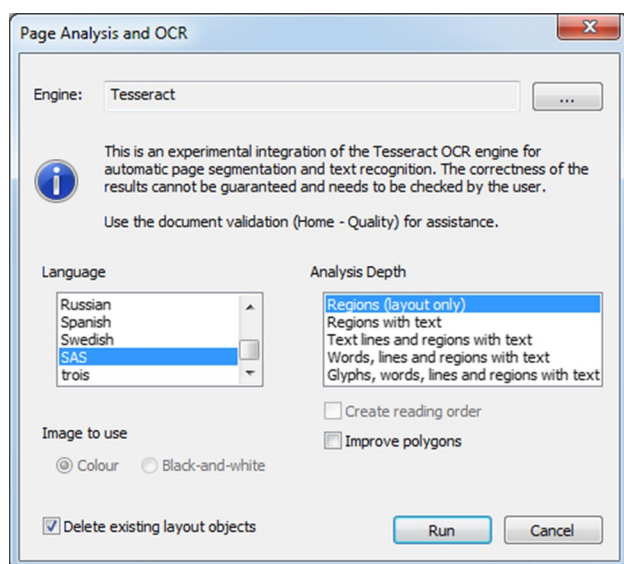 Page Analysis and OCR
Engine: Tesseract ...
This is an experimental integration of the Tesseract OCR engine for
automatic page segmentation and text recognition. The correctness of the
results cannot be guaranteed and needs to be checked by the user.
Use the document validation (Home - Quality) for assistance.
Language
Russian
Spanish
Swedish
SAS
trois
Analysis Depth
Regions (layout only)
Regions with text
Text lines and regions with text
Words, lines and regions with text
Glyphs, words, lines and regions with text
Create reading order
Improve polygons
Image to use
Colour Black-and-white
Delete existing layout objects
Run Cancel